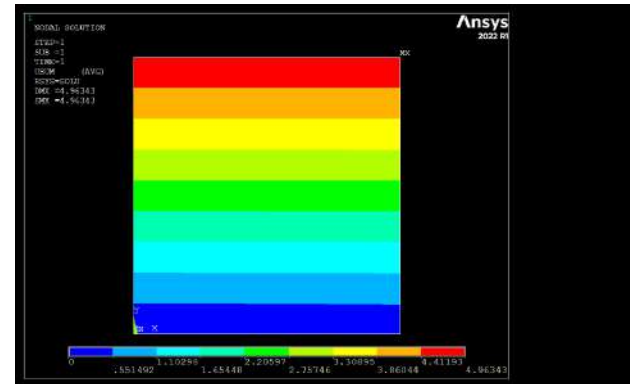 1
NODAL SOLUTION
STEP=1
SUB =1
TIME=1
USUM (AVG)
RSYS=SOLU
DMX =4.96343
SMX =4.96343
Ansys
2022 R1
MX
Y
X
0 1.10298 2.20597 3.30895 4.41193
.551492 1.65448 2.75746 3.86044 4.96343